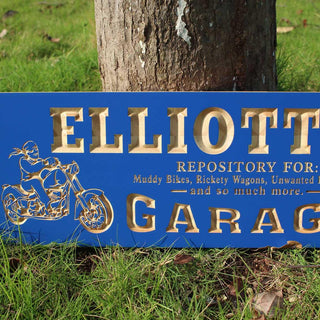 ELLIOTT
REPOSITORY FOR:
Muddy Bikes, Rickety Wagons, Unwanted
— and so much more. —
GARAG